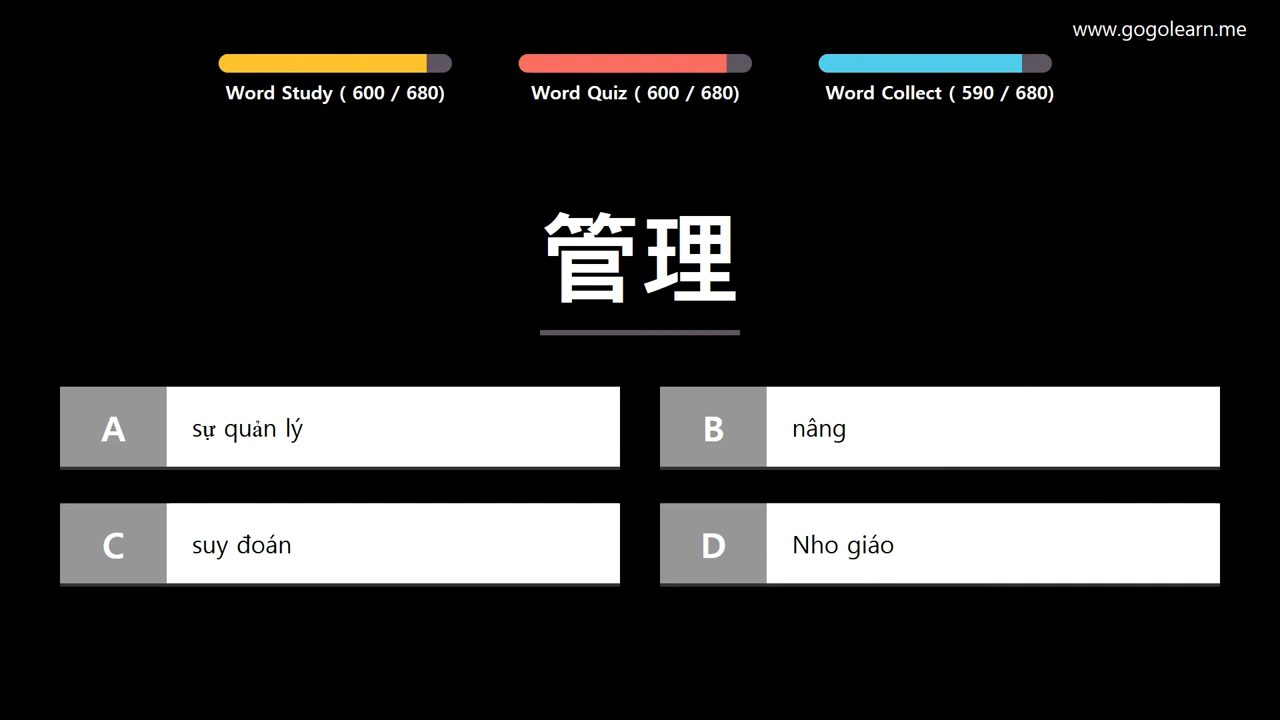 www.gogolearn.me
Word Study ( 600 / 680)
Word Quiz ( 600 / 680)
Word Collect ( 590 / 680)
管理
A sự quản lý
B nâng
C suy đoán
D Nho giáo